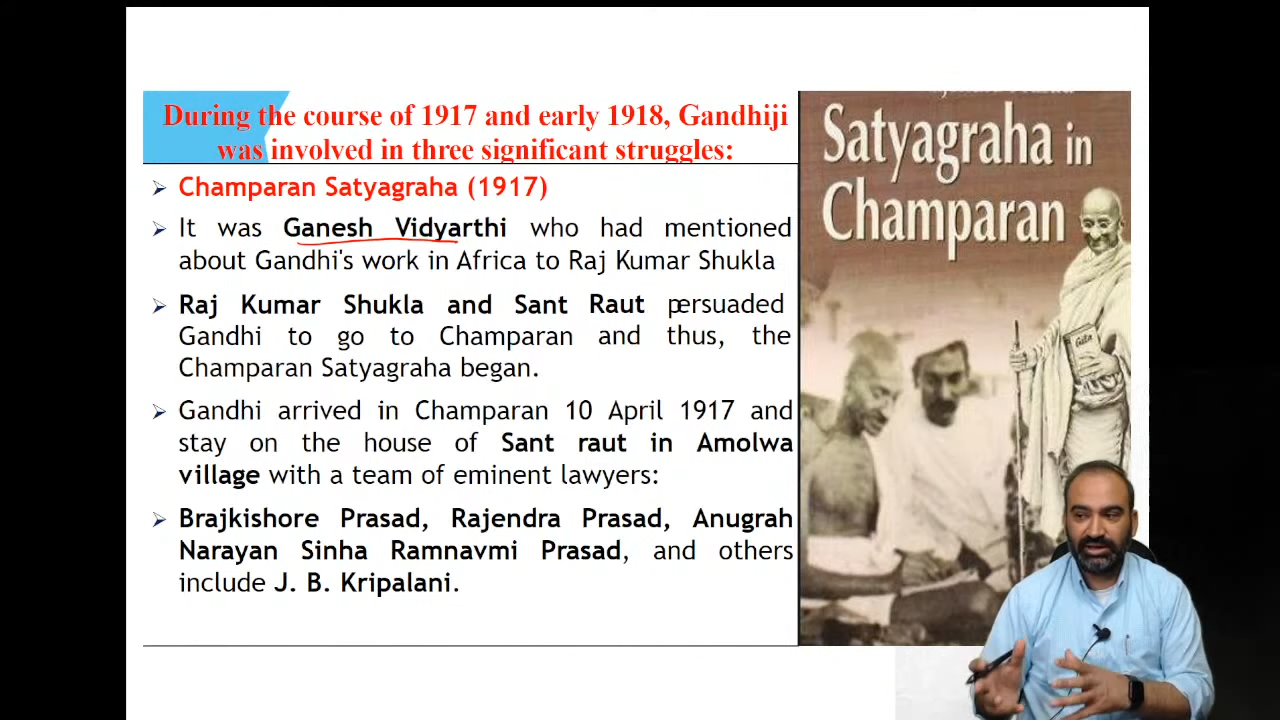 During the course of 1917 and early 1918, Gandhiji
was involved in three significant struggles:
Champaran Satyagraha (1917)
It was Ganesh Vidyarthi who had mentioned
about Gandhi's work in Africa to Raj Kumar Shukla
Raj Kumar Shukla and Sant Raut persuaded
Gandhi to go to Champaran and thus, the
Champaran Satyagraha began.
Gandhi arrived in Champaran 10 April 1917 and
stay on the house of Sant raut in Amolwa
village with a team of eminent lawyers:
Brajkishore Prasad, Rajendra Prasad, Anugrah
Narayan Sinha Ramnavmi Prasad, and others
include J. B. Kripalani.
Satyagraha in
Champaran
Gita